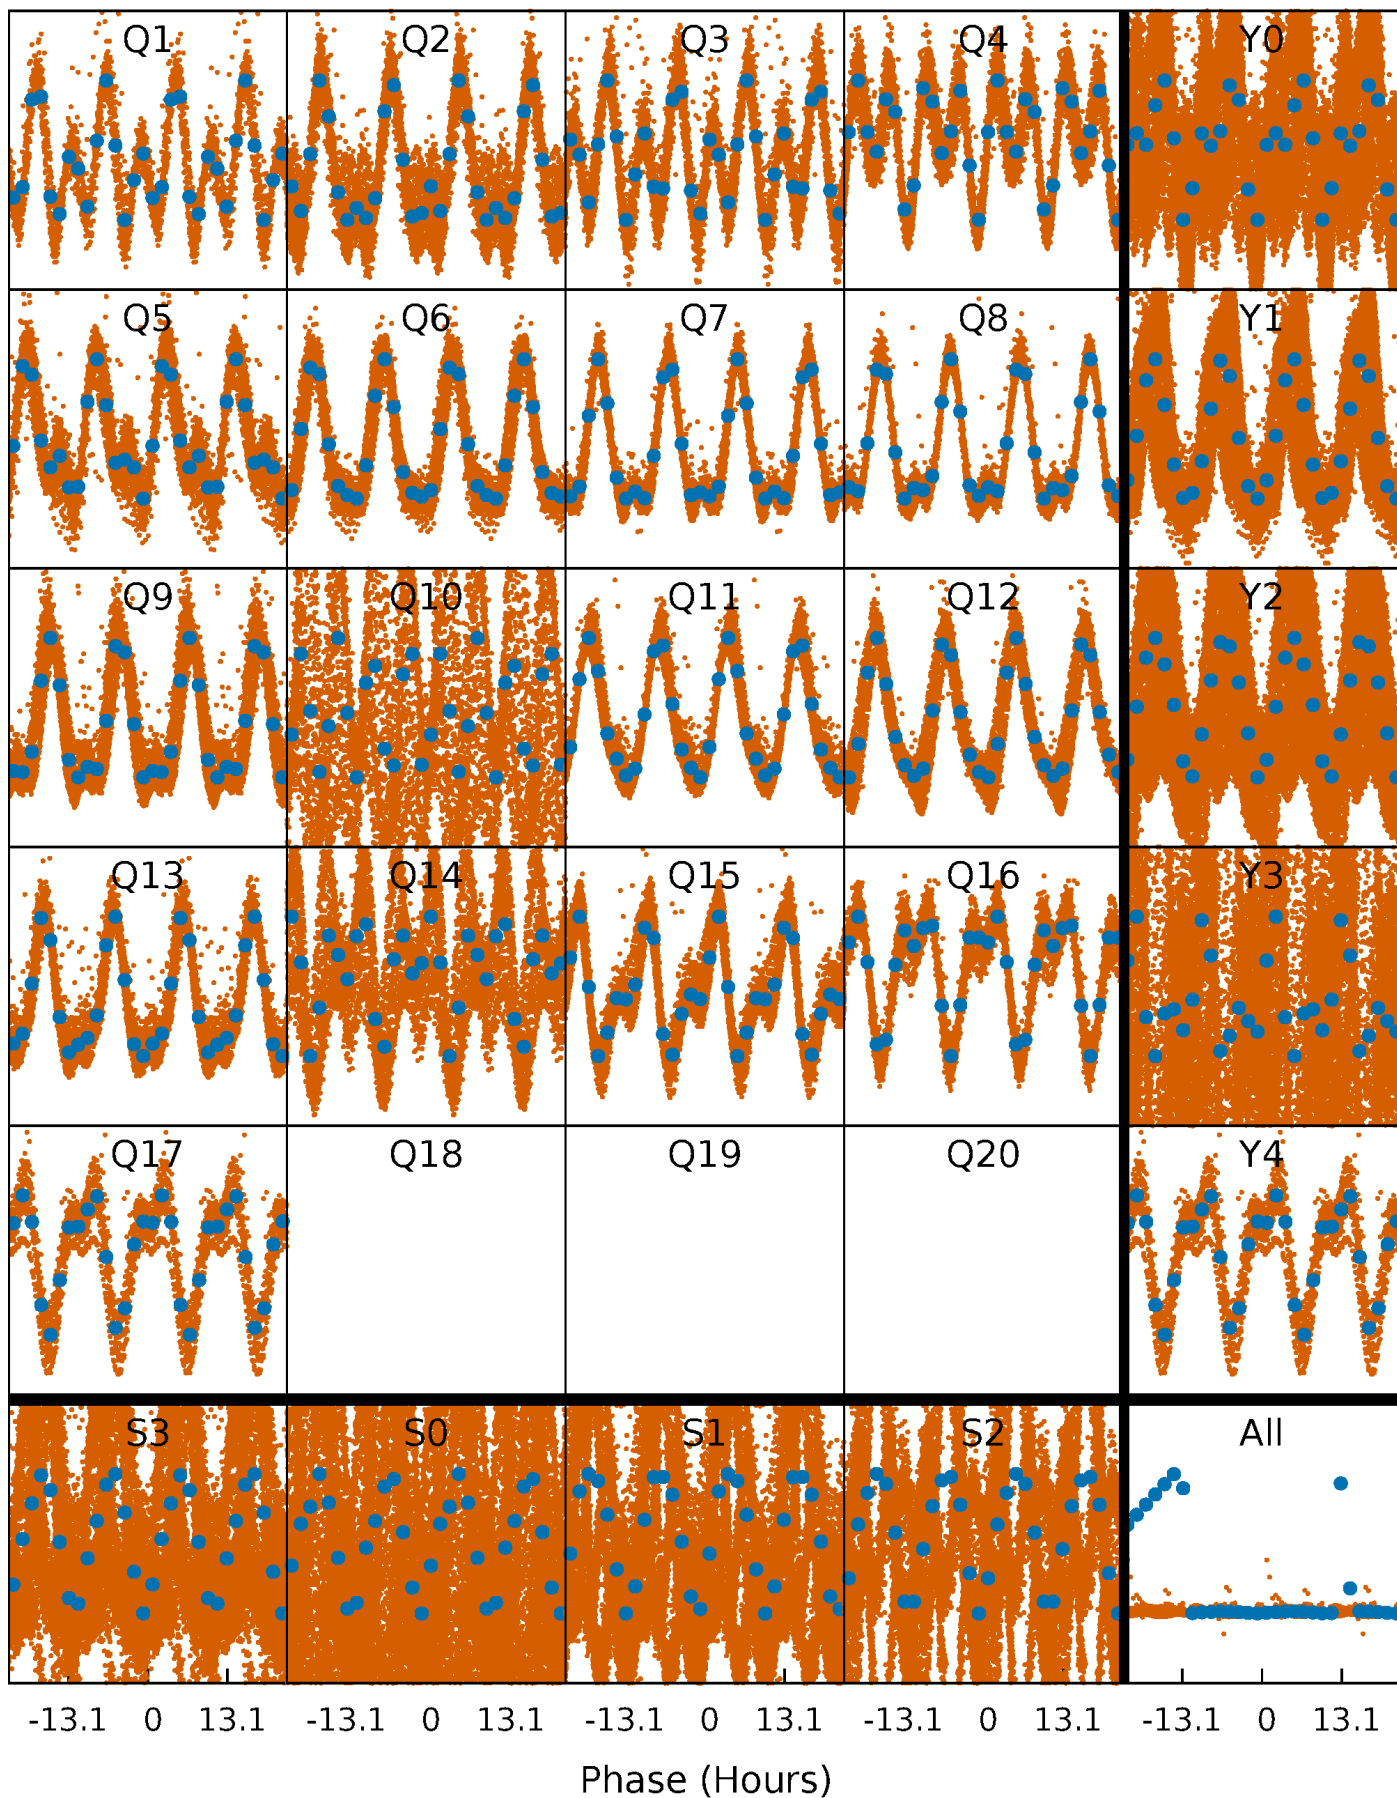 Q1 Q2 Q3 Q4 Y0
Q5 Q6 Q7 Q8 Y1
Q9 Q10 Q11 Q12 Y2
Q13 Q14 Q15 Q16 Y3
Q17 Q18 Q19 Q20 Y4
S3 S0 S1 S2 All
-13.1 0 13.1 -13.1 0 13.1 -13.1 0 13.1 -13.1 0 13.1 -13.1 0 13.1
Phase (Hours)